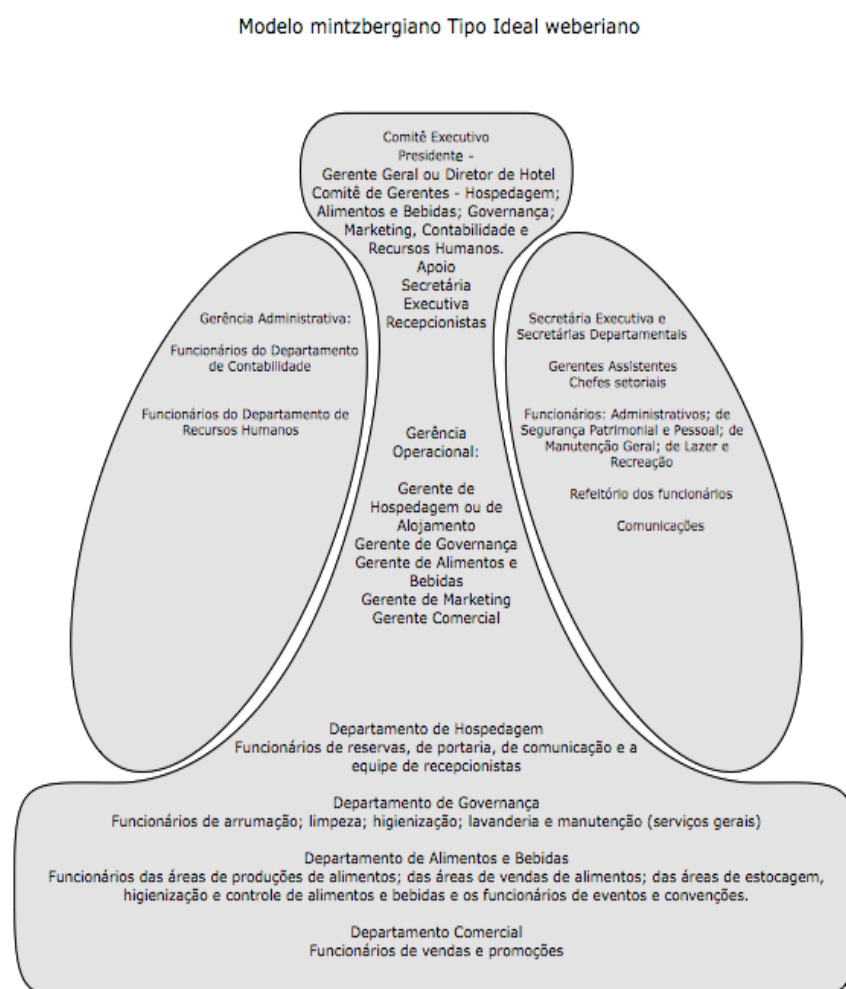 Modelo mintzbergiano Tipo Ideal weberiano
Comitê Executivo
Presidente -
Gerente Geral ou Diretor de Hotel
Comitê de Gerentes - Hospedagem;
Alimentos e Bebidas; Governança;
Marketing, Contabilidade e
Recursos Humanos.
Apoio
Secretária
Executiva
Recepcionistas
Gerência Administrativa:
Funcionários do Departamento
de Contabilidade
Funcionários do Departamento de
Recursos Humanos
Secretária Executiva e
Secretárias Departamentais
Gerentes Assistentes
Chefes setoriais
Funcionários: Administrativos; de
Segurança Patrimonial e Pessoal; de
Manutenção Geral; de Lazer e
Recreação
Refeitório dos funcionários
Comunicações
Gerência
Operacional:
Gerente de
Hospedagem ou de
Alojamento
Gerente de Governança
Gerente de Alimentos e
Bebidas
Gerente de Marketing
Gerente Comercial
Departamento de Hospedagem
Funcionários de reservas, de portaria, de comunicação e a
equipe de recepcionistas
Departamento de Governança
Funcionários de arrumação; limpeza; higienização; lavanderia e manutenção (serviços gerais)
Departamento de Alimentos e Bebidas
Funcionários das áreas de produções de alimentos; das áreas de vendas de alimentos; das áreas de estocagem,
higienização e controle de alimentos e bebidas e os funcionários de eventos e convenções.
Departamento Comercial
Funcionários de vendas e promoções